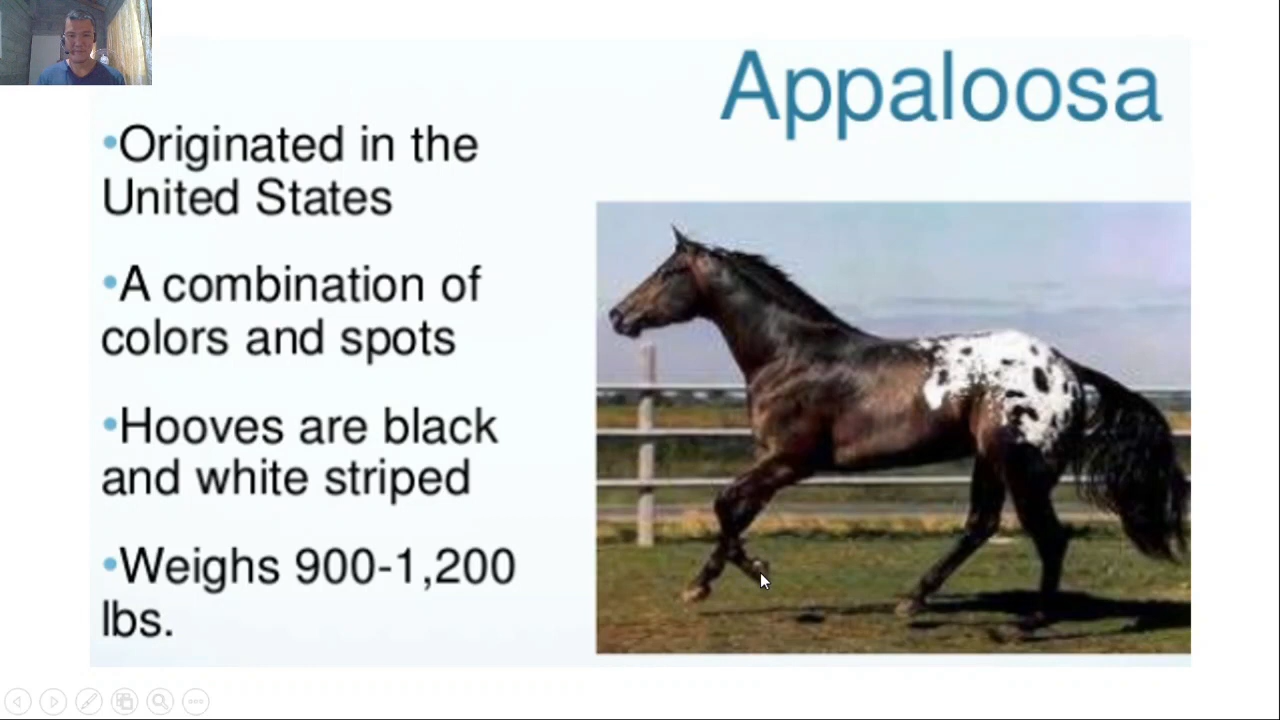 Appaloosa
•Originated in the
United States
•A combination of
colors and spots
•Hooves are black
and white striped
•Weighs 900-1,200
lbs.